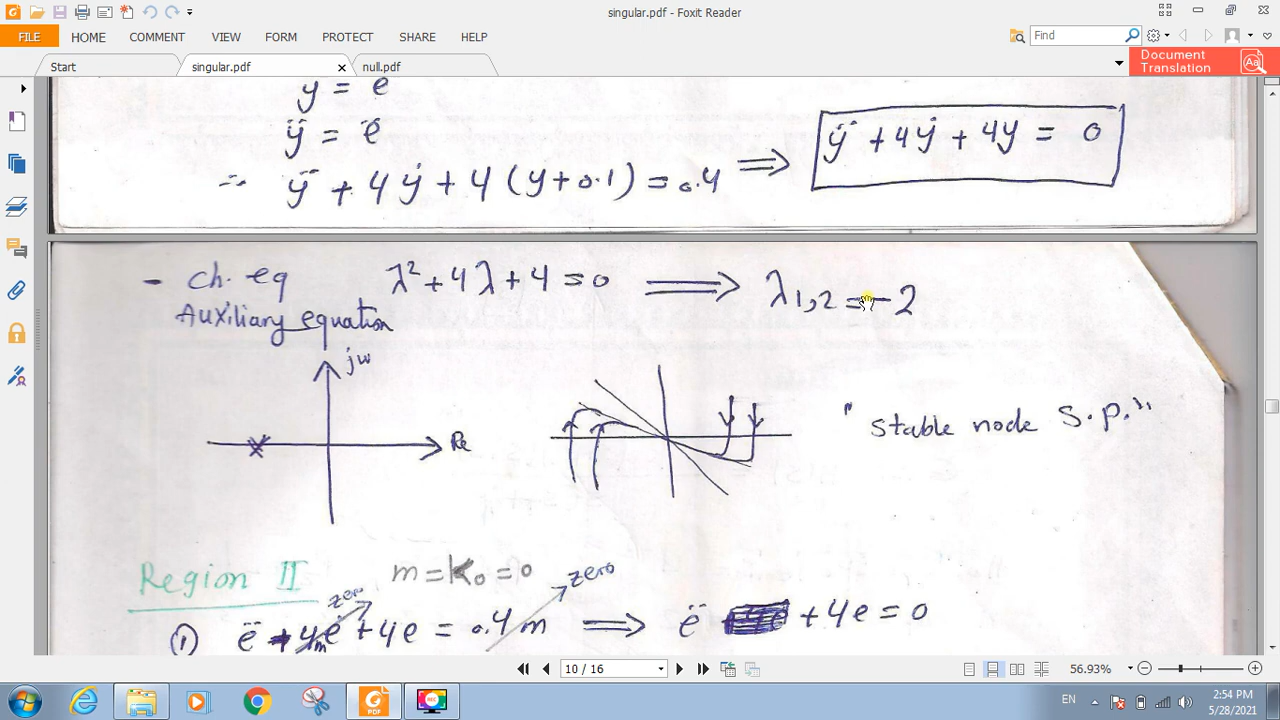 singular.pdf - Foxit Reader
FILE HOME COMMENT VIEW FORM PROTECT SHARE HELP
Find
Start singular.pdf null.pdf
Document
Translation
y = e
ÿ = ë
∴ ÿ + 4ẏ + 4(y+0.1) = 0.4 ⟹ ÿ + 4ẏ + 4y = 0
- Ch. eq λ² + 4λ + 4 = 0 ⟹ λ1,2 = -2
Auxiliary equation
jw
Re
" stable node s.p."
Region II m = K0 = 0
zero zero
① ë + 4mė + 4e = 0.4m ⟹ ë + 4e = 0
10 / 16
56.93%
EN
2:54 PM
5/28/2021